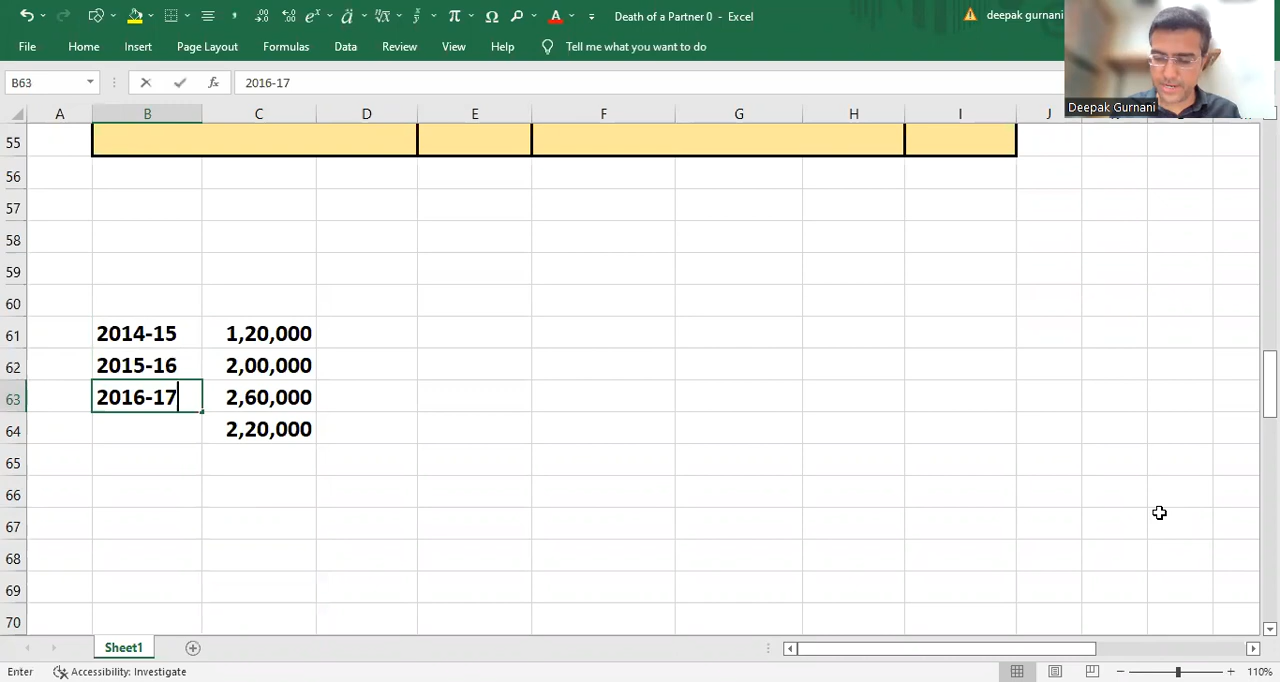 Death of a Partner 0 - Excel
deepak gurnani
File Home Insert Draw Page Layout Formulas Data Review View Help Tell me what you want to do
B63 fx 2016-17
Deepak Gurnani
A B C D E F G H I J
55
56
57
58
59
60
61 2014-15 1,20,000
62 2015-16 2,00,000
63 2016-17 2,60,000
64 2,20,000
65
66
67
68
69
70
Sheet1
Enter Accessibility: Investigate 110%